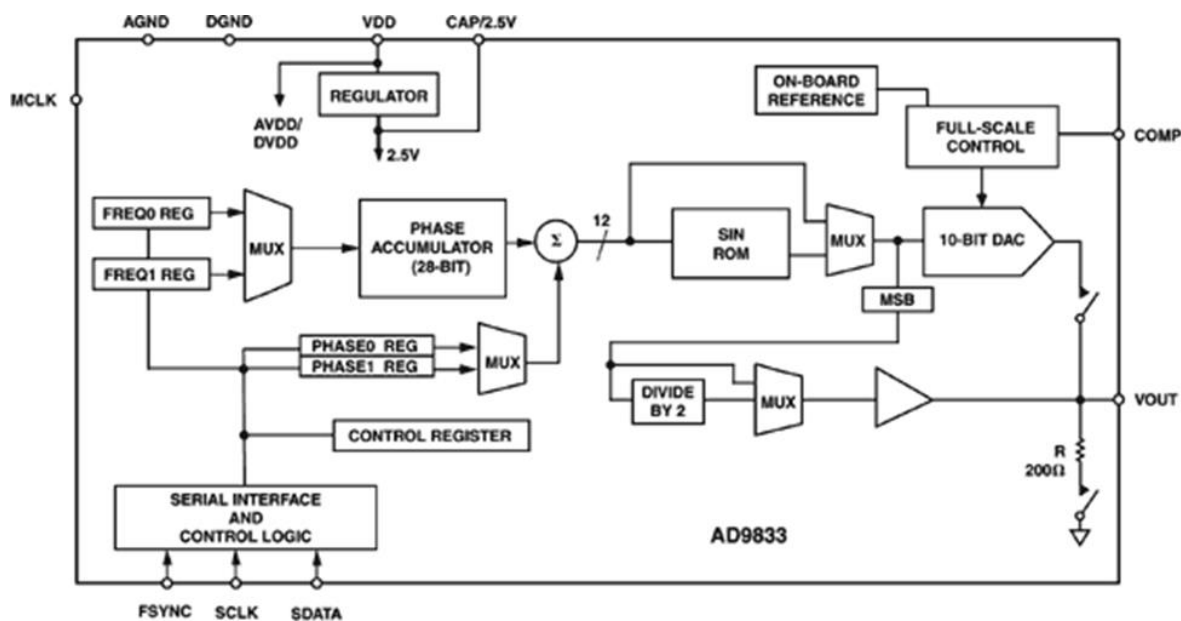 AGND
DGND
VDD
CAP/2.5V
MCLK
REGULATOR
AVDD/
DVDD
2.5V
ON-BOARD
REFERENCE
FULL-SCALE
CONTROL
COMP
FREQ0 REG
MUX
PHASE
ACCUMULATOR
(28-BIT)
Σ
12
SIN
ROM
MUX
10-BIT DAC
FREQ1 REG
MSB
PHASE0 REG
PHASE1 REG
MUX
DIVIDE
BY 2
MUX
VOUT
CONTROL REGISTER
R
200Ω
SERIAL INTERFACE
AND
CONTROL LOGIC
AD9833
FSYNC
SCLK
SDATA